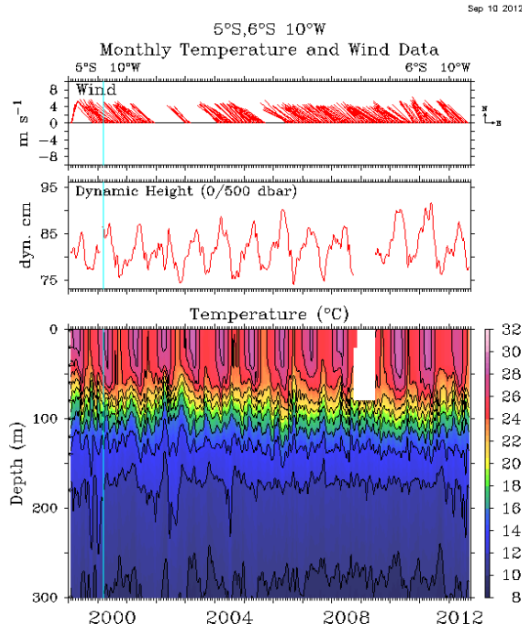 Sep 10 2012
5°S,6°S 10°W
Monthly Temperature and Wind Data
5°S 10°W 6°S 10°W
Wind
8
4
0
-4
-8
m s⁻¹
N
E
Dynamic Height (0/500 dbar)
95
85
75
dyn. cm
Temperature (°C)
0
100
200
300
Depth (m)
32
30
28
26
24
22
20
18
16
14
12
10
8
2000 2004 2008 2012